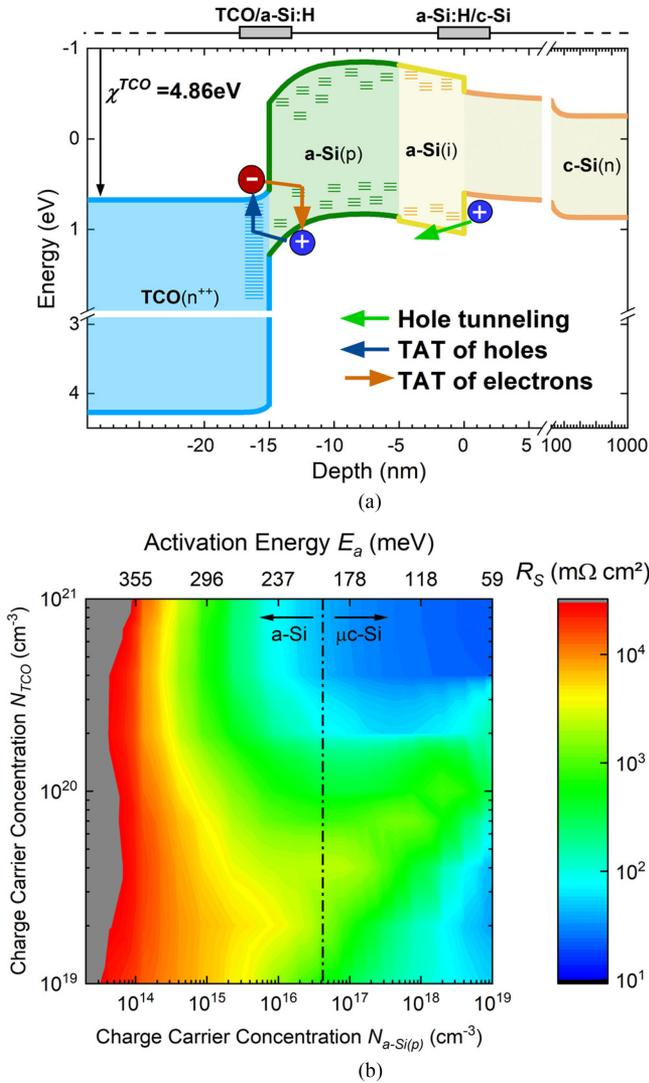 TCO/a-Si:H a-Si:H/c-Si
-1
χ^TCO =4.86eV
0
a-Si(p) a-Si(i) c-Si(n)
Energy (eV)
1
TCO(n⁺⁺)
Hole tunneling
3
TAT of holes
TAT of electrons
4
-20 -15 -10 -5 0 5 100 1000
Depth (nm)
(a)
Activation Energy E_a (meV)
355 296 237 178 118 59
R_S (mΩ cm²)
10²¹
a-Si μc-Si
10⁴
Charge Carrier Concentration N_TCO (cm⁻³)
10²⁰
10³
10²
10¹⁹
10¹
10¹⁴ 10¹⁵ 10¹⁶ 10¹⁷ 10¹⁸ 10¹⁹
Charge Carrier Concentration N_a-Si(p) (cm⁻³)
(b)